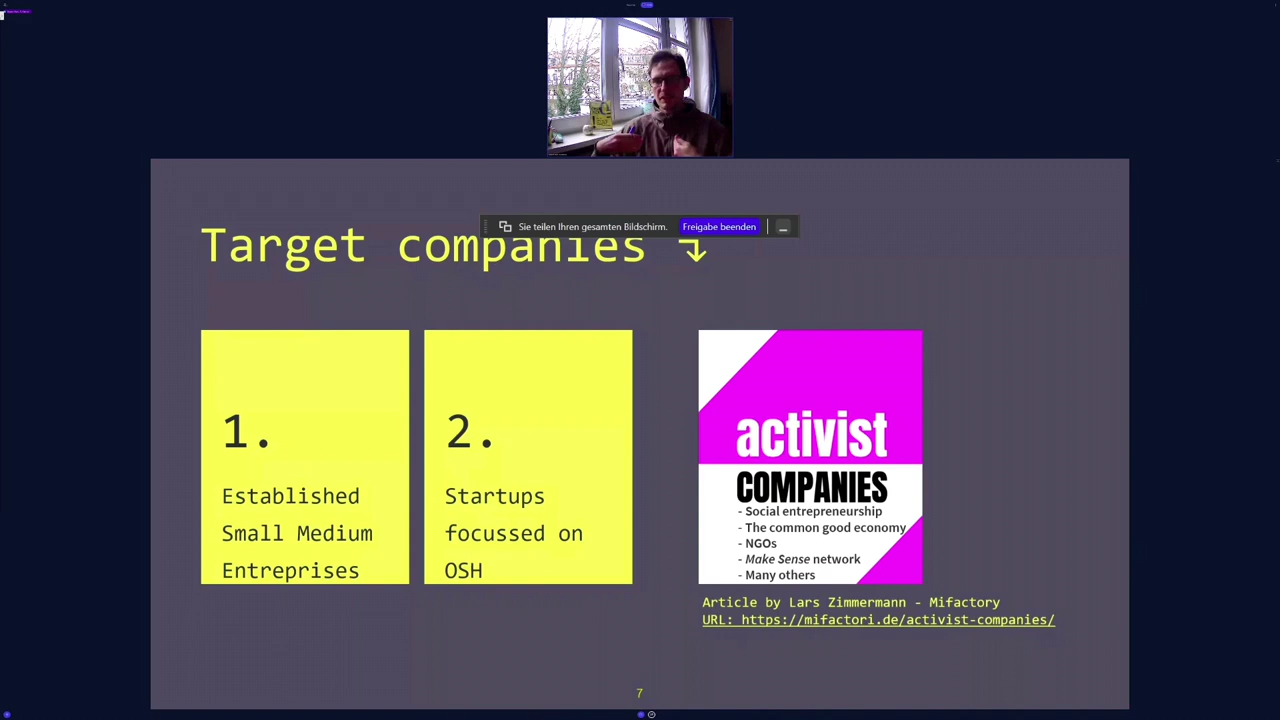 Sie teilen Ihren gesamten Bildschirm. Freigabe beenden
Target companies ↴
1.
Established
Small Medium
Entreprises
2.
Startups
focussed on
OSH
activist
COMPANIES
- Social entrepreneurship
- The common good economy
- NGOs
- Make Sense network
- Many others
Article by Lars Zimmermann - Mifactory
URL: https://mifactori.de/activist-companies/
7